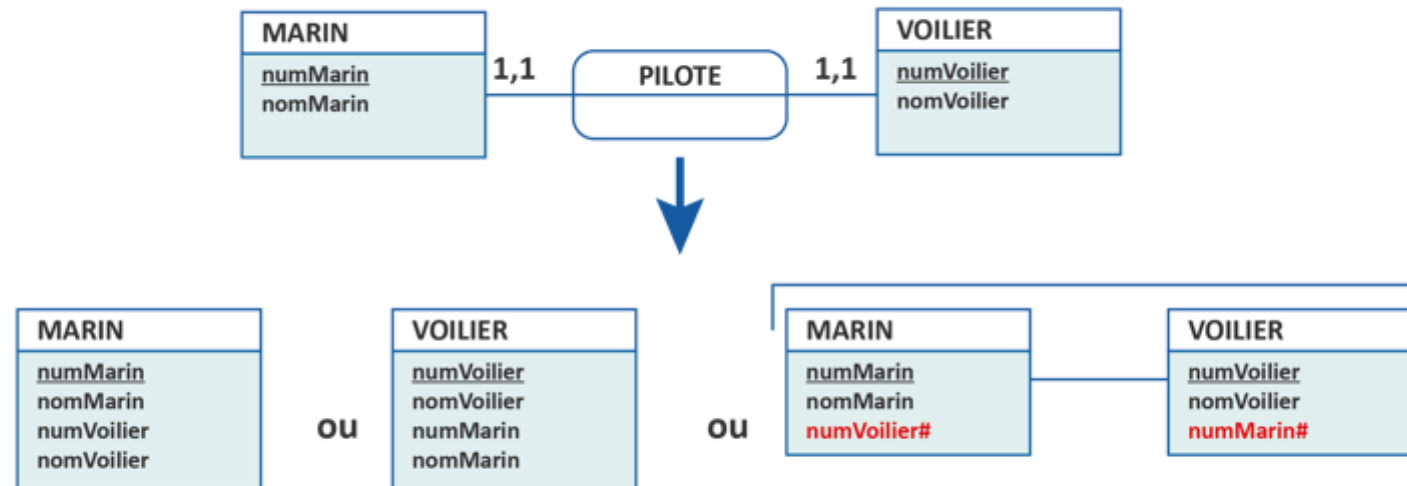 MARIN
numMarin
nomMarin
1,1
PILOTE
1,1
VOILIER
numVoilier
nomVoilier
MARIN
numMarin
nomMarin
numVoilier
nomVoilier
ou
VOILIER
numVoilier
nomVoilier
numMarin
nomMarin
ou
MARIN
numMarin
nomMarin
numVoilier#
VOILIER
numVoilier
nomVoilier
numMarin#